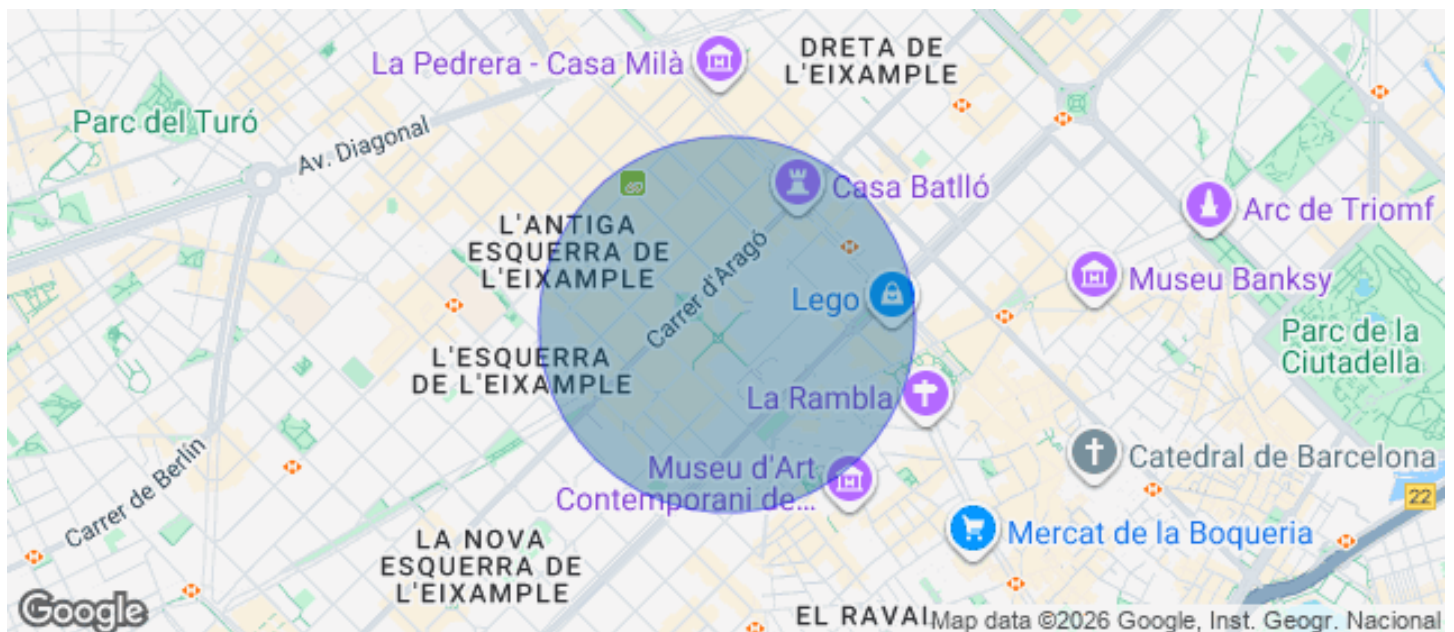 La Pedrera - Casa Milà
DRETA DE
L'EIXAMPLE
Parc del Turó
Av. Diagonal
Casa Batlló
Arc de Triomf
L'ANTIGA
ESQUERRA DE
L'EIXAMPLE
Carrer d'Aragó
Lego
Museu Banksy
Parc de la
Ciutadella
L'ESQUERRA
DE L'EIXAMPLE
La Rambla
Carrer de Berlín
Museu d'Art
Contemporani de...
Catedral de Barcelona
22
Mercat de la Boqueria
LA NOVA
ESQUERRA DE
L'EIXAMPLE
Google
EL RAVAL
Map data ©2026 Google, Inst. Geogr. Nacional